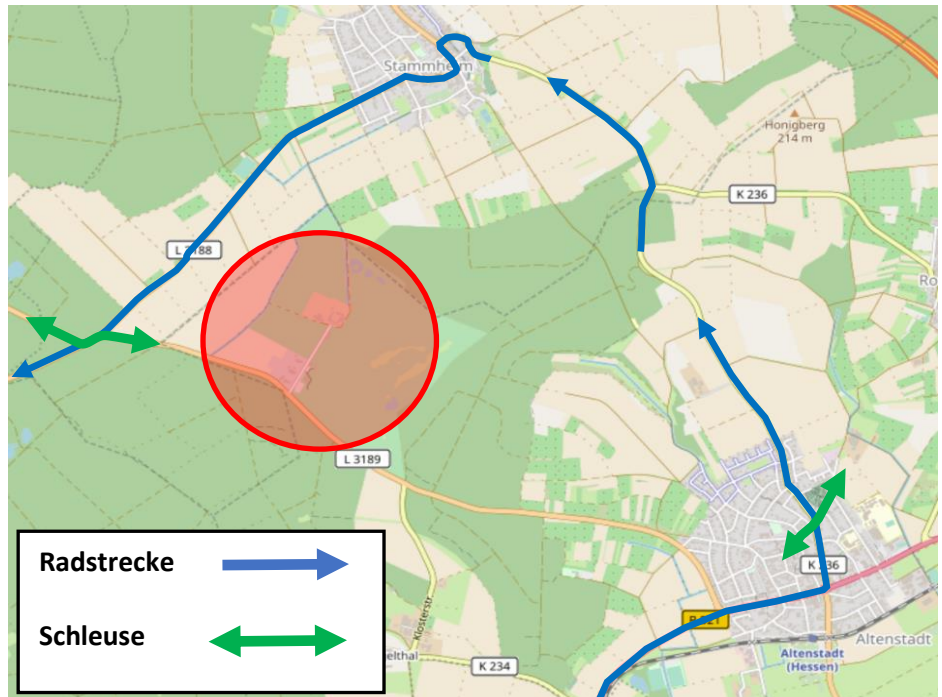 Stammheim
Honigberg
214 m
K 236
L 3188
L 3189
K 236
Altenstadt
Altenstadt
(Hessen)
Klosterstr.
K 234
Radstrecke
Schleuse